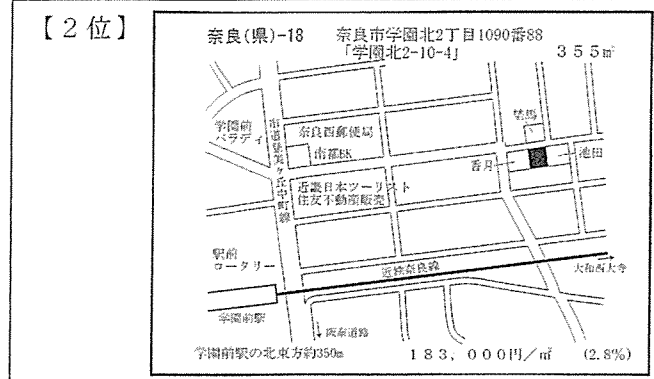 【2位】
奈良(県)-18 奈良市学園北2丁目1090番88
「学園北2-10-4」 355㎡
学園前
パラディ
市道登美ヶ丘中町線
奈良西郵便局
南都BK
近畿日本ツーリスト
住友不動産販売
香月
池田
駅前
ロータリー
近鉄奈良線
大和西大寺
学園前駅
阪奈道路
学園前駅の北東方約350m 183,000円/㎡ (2.8%)